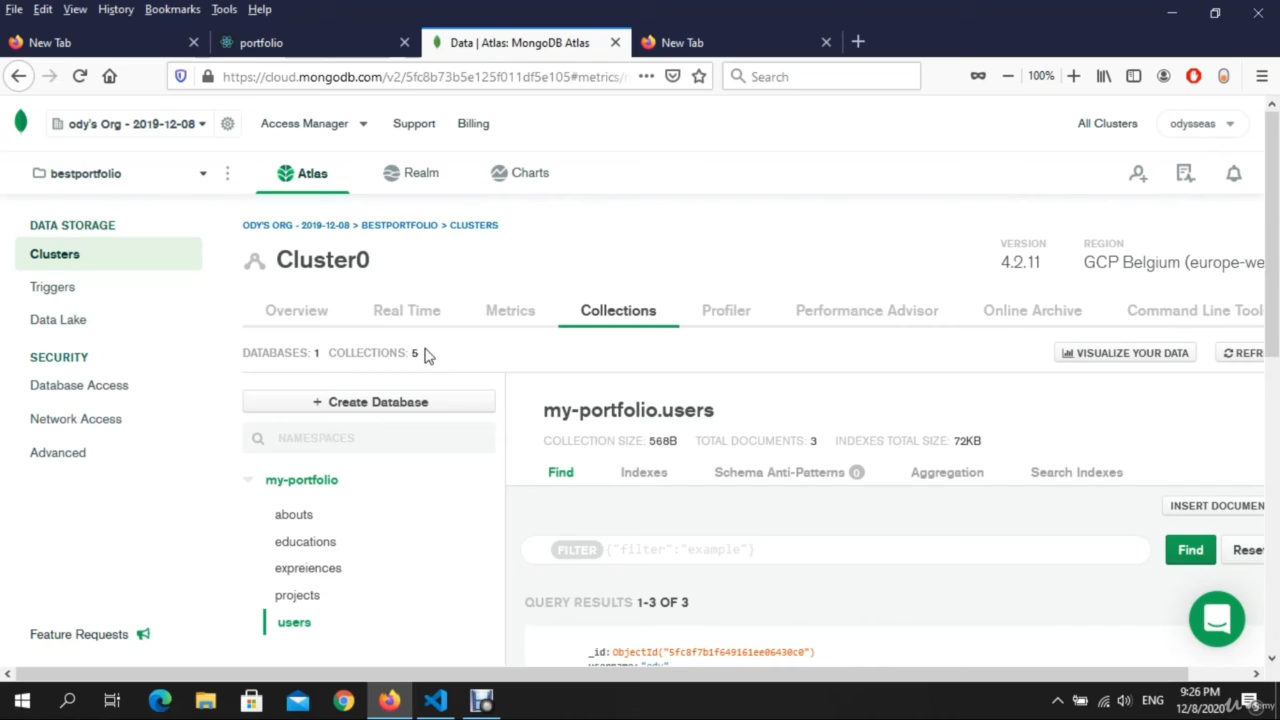 File Edit View History Bookmarks Tools Help
New Tab
portfolio
Data | Atlas: MongoDB Atlas
New Tab
https://cloud.mongodb.com/v2/5fc8b73b5e125f011df5e105#metrics/
Search
100%
ody's Org - 2019-12-08
Access Manager
Support
Billing
All Clusters
odysseas
bestportfolio
Atlas
Realm
Charts
DATA STORAGE
Clusters
Triggers
Data Lake
SECURITY
Database Access
Network Access
Advanced
Feature Requests
ODY'S ORG - 2019-12-08 > BESTPORTFOLIO > CLUSTERS
Cluster0
VERSION
4.2.11
REGION
GCP Belgium (europe-we
Overview
Real Time
Metrics
Collections
Profiler
Performance Advisor
Online Archive
Command Line Tool
DATABASES: 1 COLLECTIONS: 5
VISUALIZE YOUR DATA
REFR
+ Create Database
NAMESPACES
my-portfolio
abouts
educations
expreiences
projects
users
my-portfolio.users
COLLECTION SIZE: 568B TOTAL DOCUMENTS: 3 INDEXES TOTAL SIZE: 72KB
Find
Indexes
Schema Anti-Patterns 0
Aggregation
Search Indexes
INSERT DOCUMEN
FILTER {"filter":"example"}
Find
Rese
QUERY RESULTS 1-3 OF 3
_id: ObjectId("5fc8f7b1f649161ee06430c0")
username: "ody"
ENG
9:26 PM
12/8/2020
Udemy